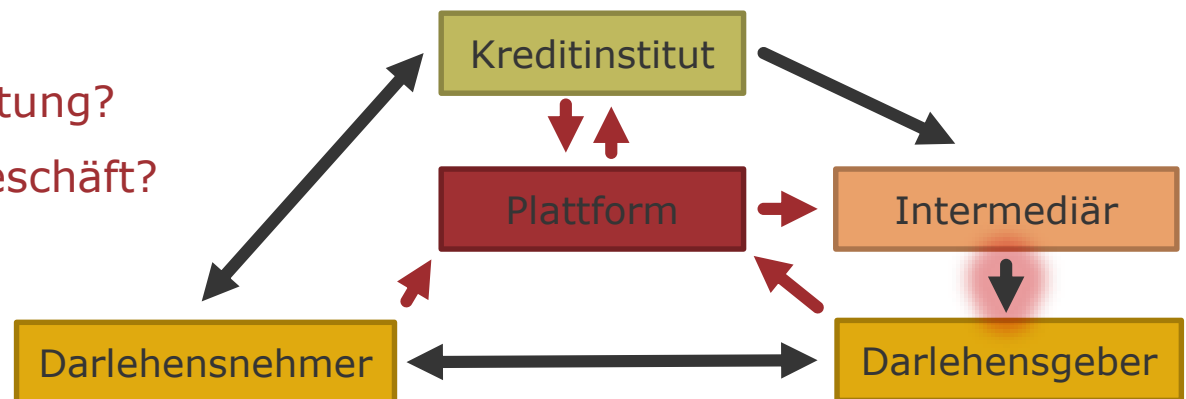 Kreditinstitut
tung?
eschäft?
Plattform
Intermediär
Darlehensnehmer
Darlehensgeber